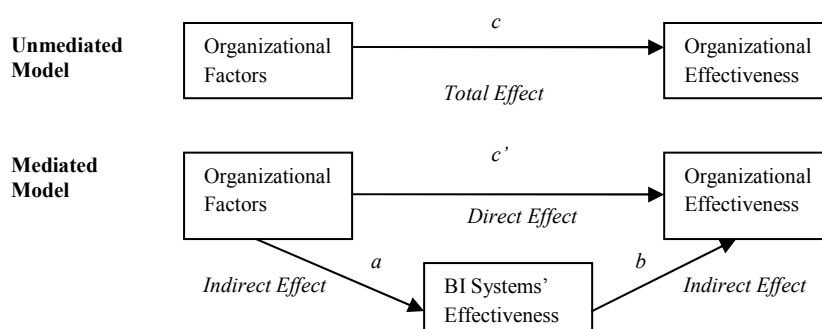 Unmediated
Model
Organizational
Factors
c
Total Effect
Organizational
Effectiveness
Mediated
Model
Organizational
Factors
c’
Direct Effect
Organizational
Effectiveness
Indirect Effect
a
BI Systems’
Effectiveness
b
Indirect Effect